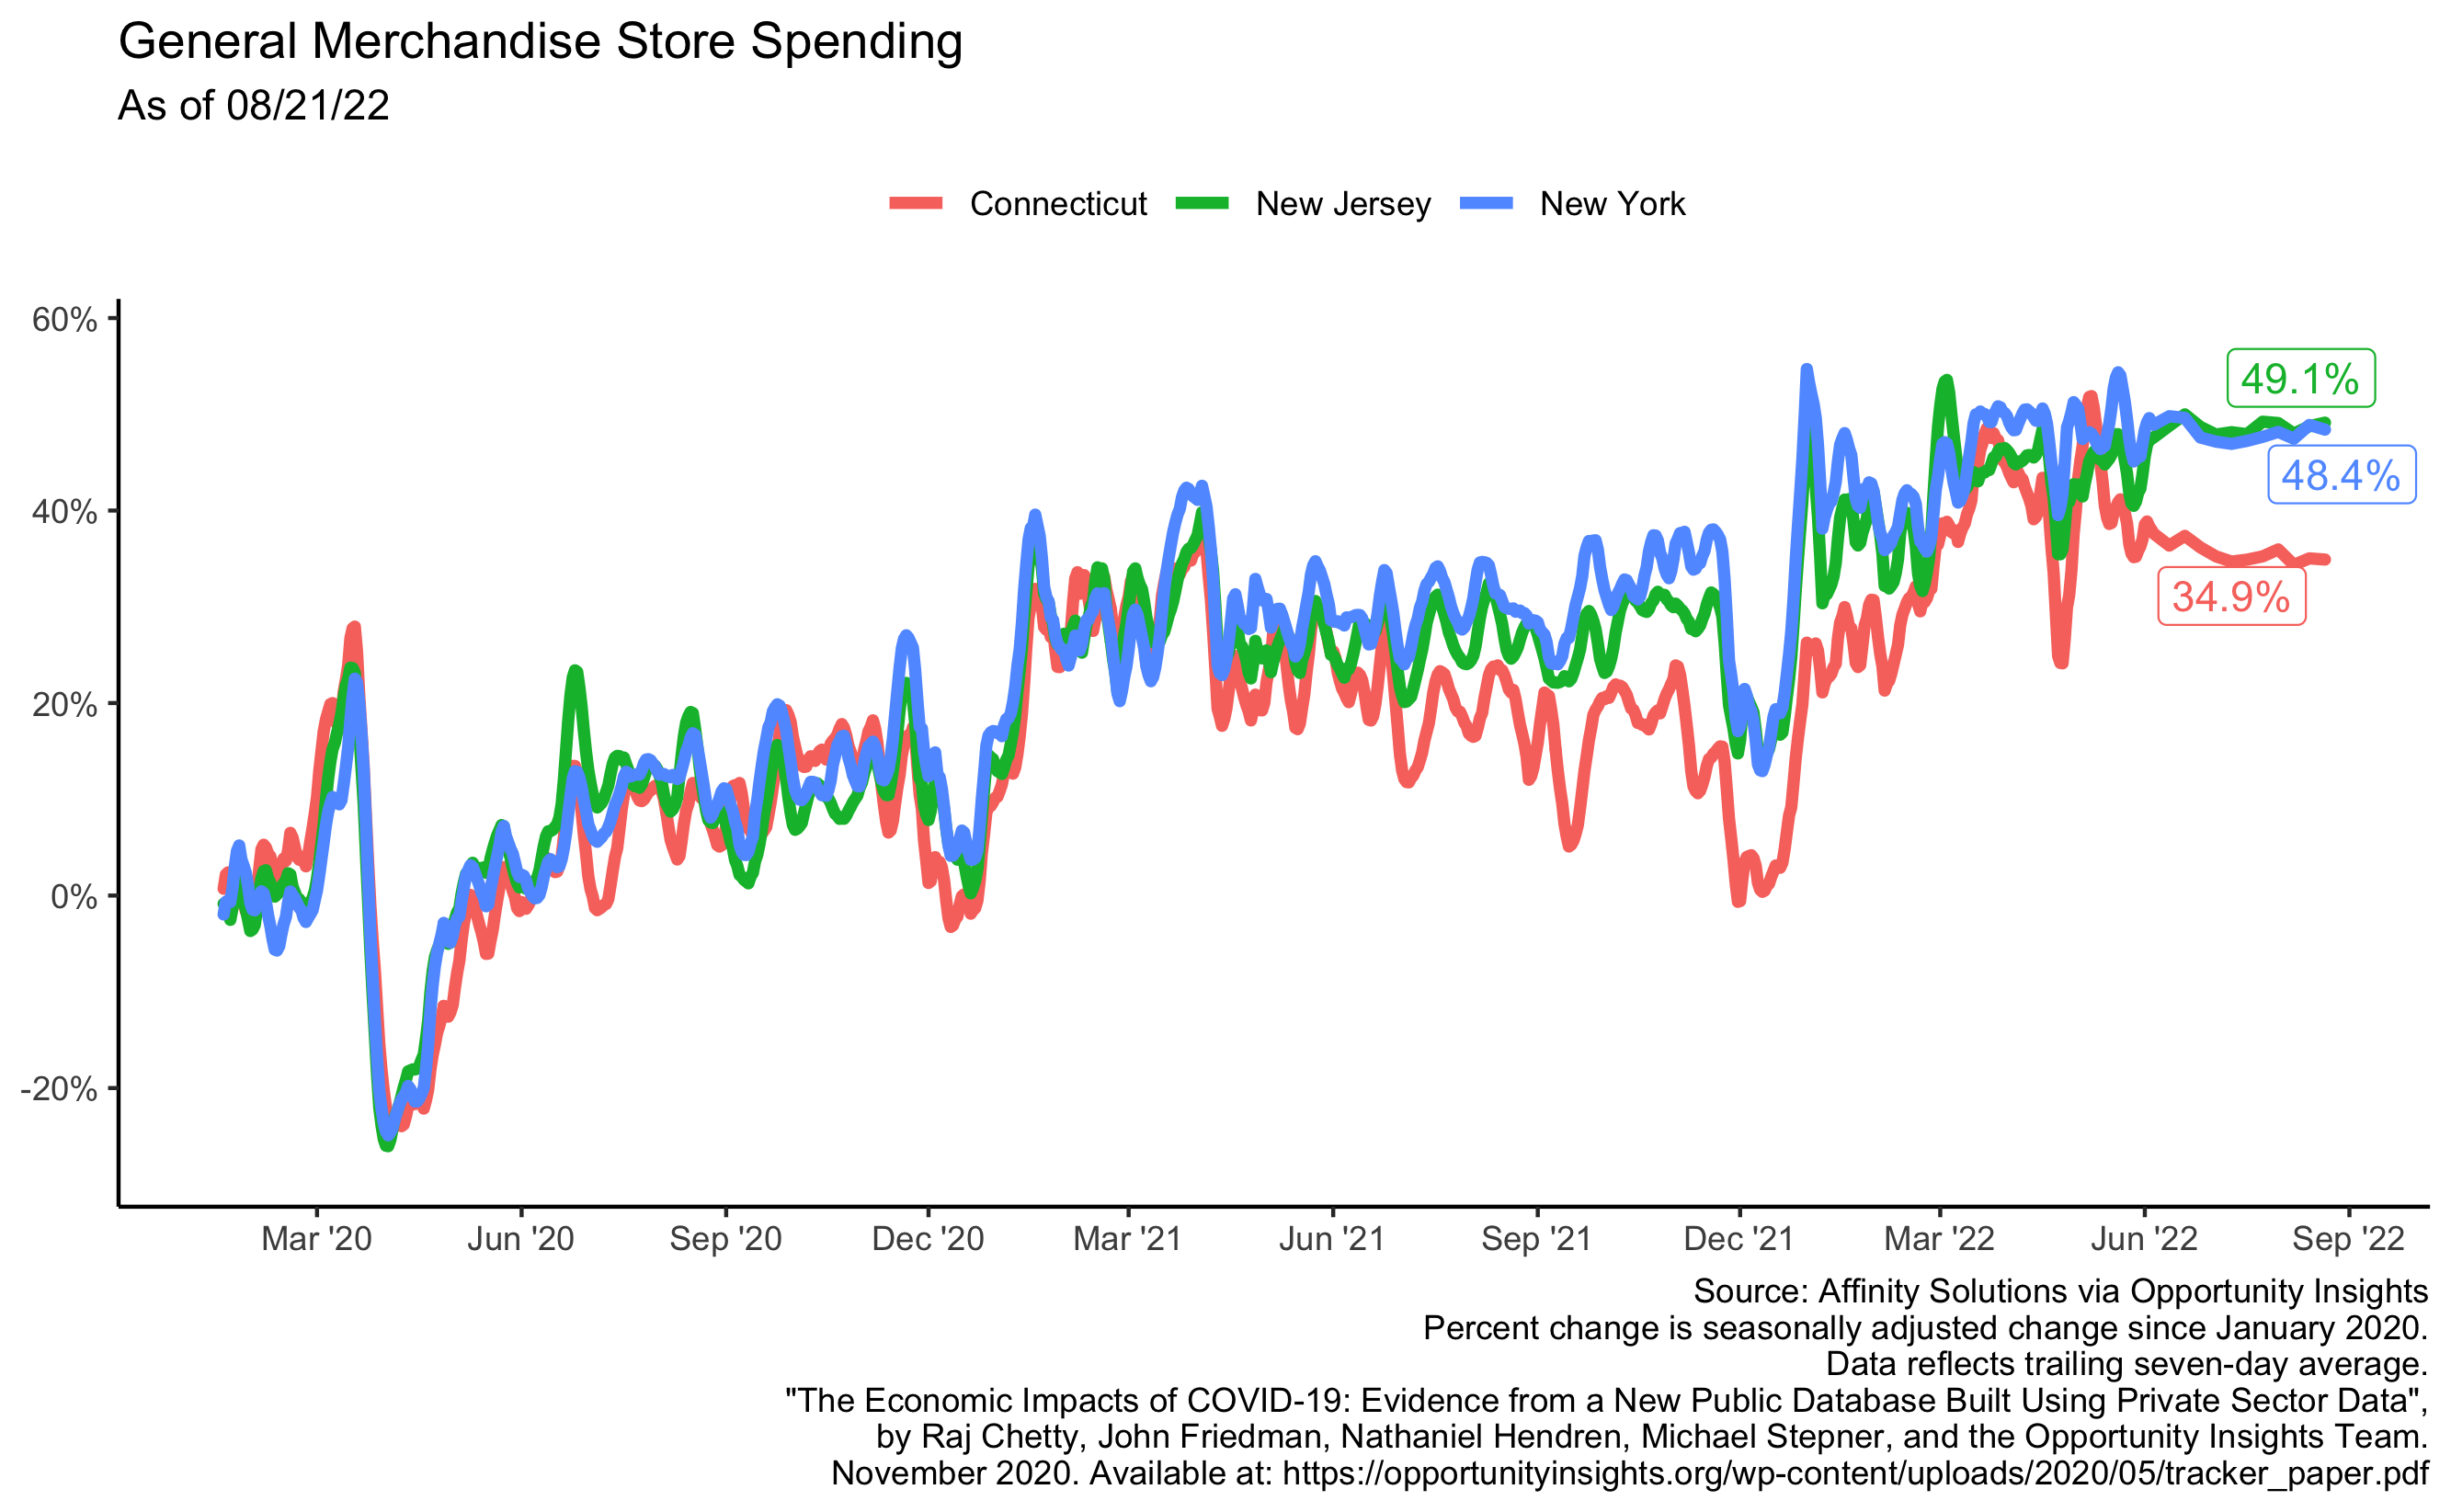 General Merchandise Store Spending
As of 08/21/22
Connecticut New Jersey New York
60%
40%
20%
0%
-20%
49.1%
48.4%
34.9%
Mar '20 Jun '20 Sep '20 Dec '20 Mar '21 Jun '21 Sep '21 Dec '21 Mar '22 Jun '22 Sep '22
Source: Affinity Solutions via Opportunity Insights
Percent change is seasonally adjusted change since January 2020.
Data reflects trailing seven-day average.
"The Economic Impacts of COVID-19: Evidence from a New Public Database Built Using Private Sector Data",
by Raj Chetty, John Friedman, Nathaniel Hendren, Michael Stepner, and the Opportunity Insights Team.
November 2020. Available at: https://opportunityinsights.org/wp-content/uploads/2020/05/tracker_paper.pdf